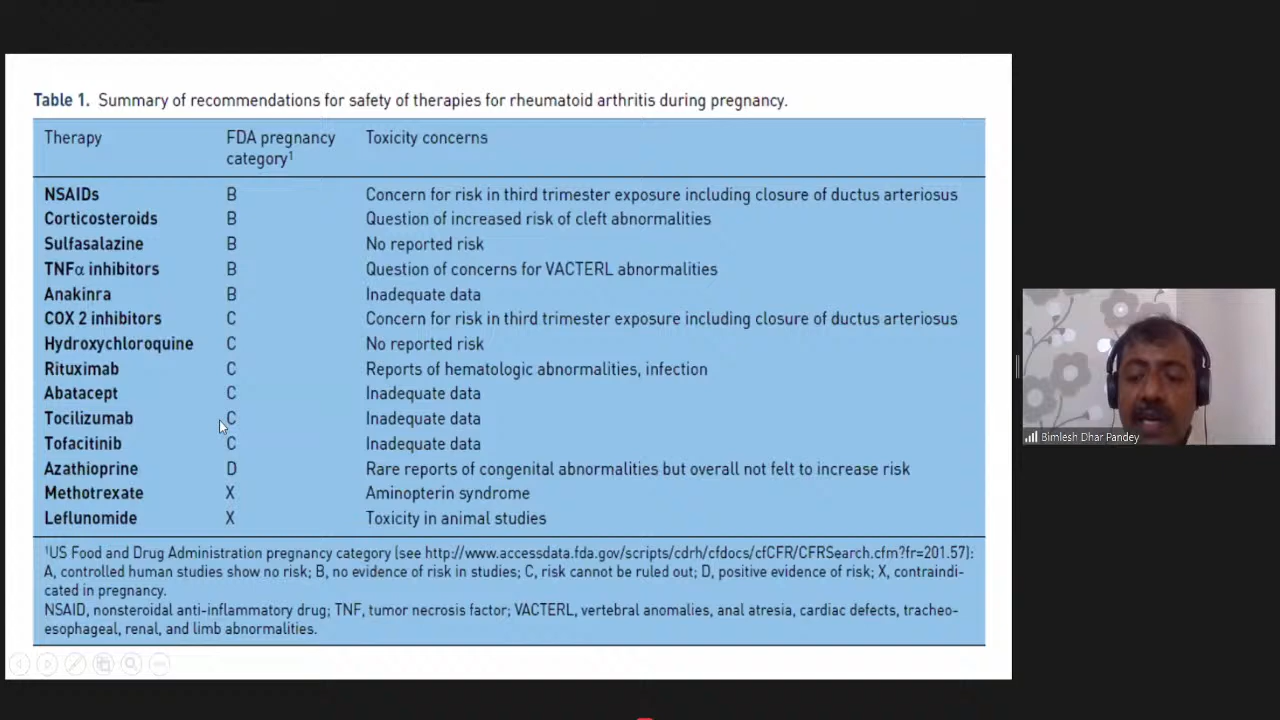 Table 1. Summary of recommendations for safety of therapies for rheumatoid arthritis during pregnancy.
Therapy FDA pregnancy category¹ Toxicity concerns
NSAIDs B Concern for risk in third trimester exposure including closure of ductus arteriosus
Corticosteroids B Question of increased risk of cleft abnormalities
Sulfasalazine B No reported risk
TNFα inhibitors B Question of concerns for VACTERL abnormalities
Anakinra B Inadequate data
COX 2 inhibitors C Concern for risk in third trimester exposure including closure of ductus arteriosus
Hydroxychloroquine C No reported risk
Rituximab C Reports of hematologic abnormalities, infection
Abatacept C Inadequate data
Tocilizumab C Inadequate data
Tofacitinib C Inadequate data
Azathioprine D Rare reports of congenital abnormalities but overall not felt to increase risk
Methotrexate X Aminopterin syndrome
Leflunomide X Toxicity in animal studies
¹US Food and Drug Administration pregnancy category (see http://www.accessdata.fda.gov/scripts/cdrh/cfdocs/cfCFR/CFRSearch.cfm?fr=201.57):
A, controlled human studies show no risk; B, no evidence of risk in studies; C, risk cannot be ruled out; D, positive evidence of risk; X, contraindi-
cated in pregnancy.
NSAID, nonsteroidal anti-inflammatory drug; TNF, tumor necrosis factor; VACTERL, vertebral anomalies, anal atresia, cardiac defects, tracheo-
esophageal, renal, and limb abnormalities.
Bimlesh Dhar Pandey